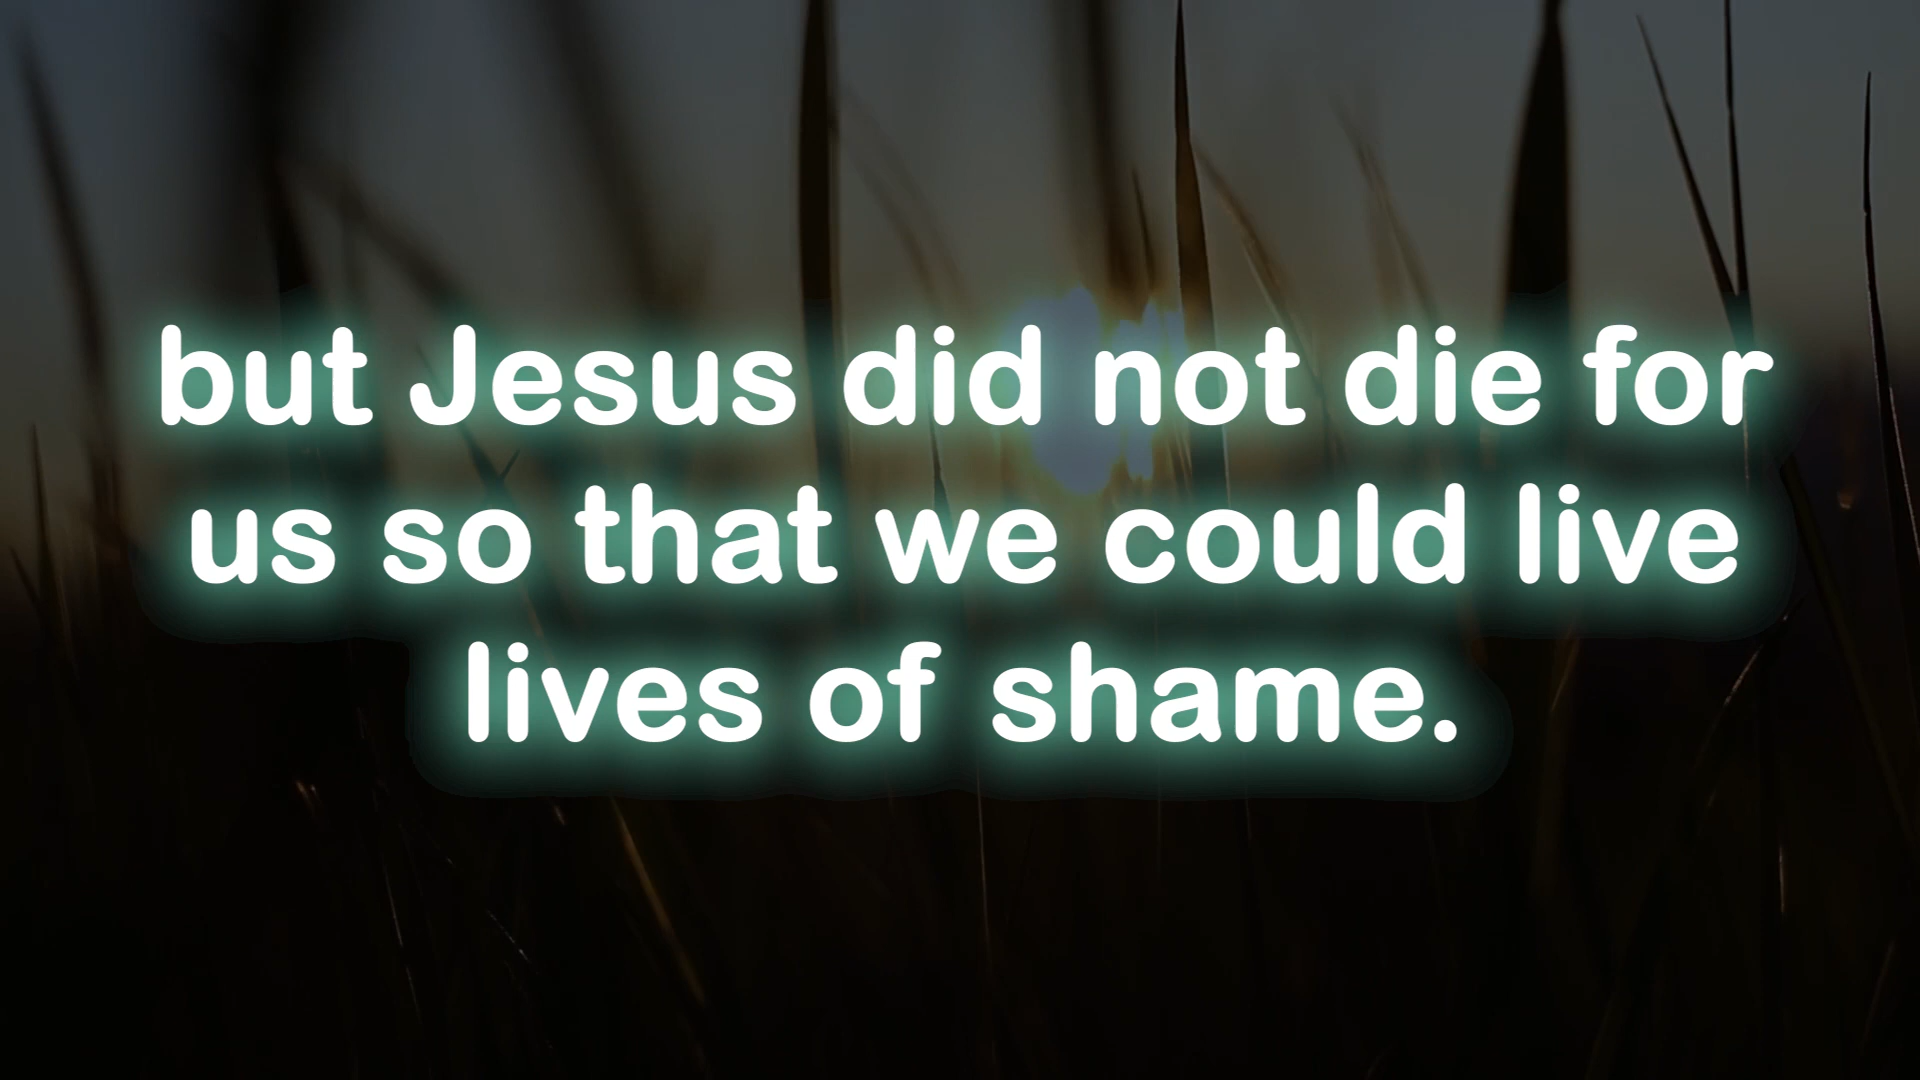 but Jesus did not die for
us so that we could live
lives of shame.